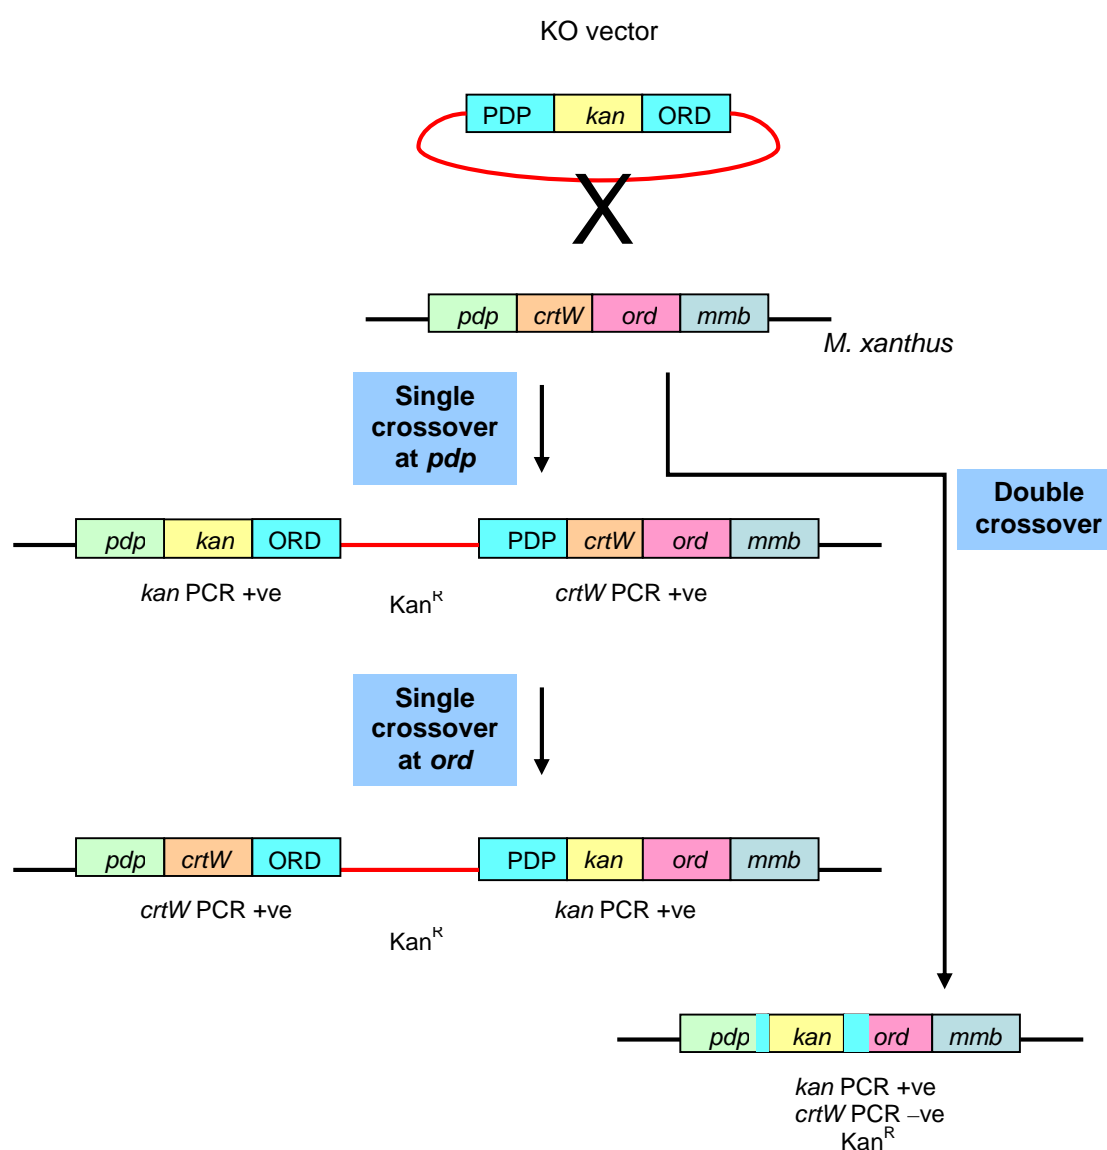 KO vector
PDP kan ORD
X
pdp crtW ord mmb
M. xanthus
Single
crossover
at pdp
Double
crossover
pdp kan ORD PDP crtW ord mmb
kan PCR +ve KanR crtW PCR +ve
Single
crossover
at ord
pdp crtW ORD PDP kan ord mmb
crtW PCR +ve KanR kan PCR +ve
pdp kan ord mmb
kan PCR +ve
crtW PCR –ve
KanR